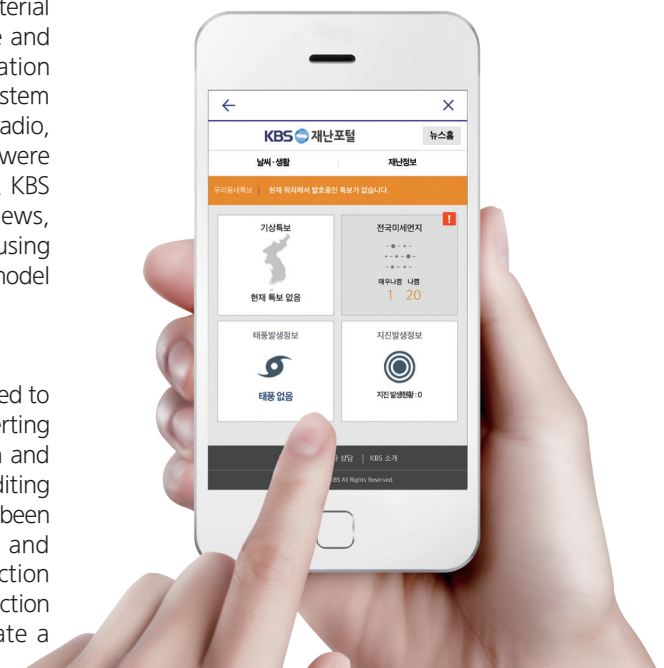 terial
e and
ation
stem
adio,
were
KBS
ews,
using
model
ed to
erting
n and
diting
been
and
ction
ction
ate a
KBS 재난포털
뉴스홈
날씨·생활
재난정보
우리동네특보 | 현재 위치에서 발효중인 특보가 없습니다.
기상특보
현재 특보 없음
전국미세먼지
!
매우나쁨 나쁨
1 20
태풍발생정보
태풍 없음
지진발생정보
지진 발생현황 : 0
상담 | KBS 소개
KBS All Rights Reserved.